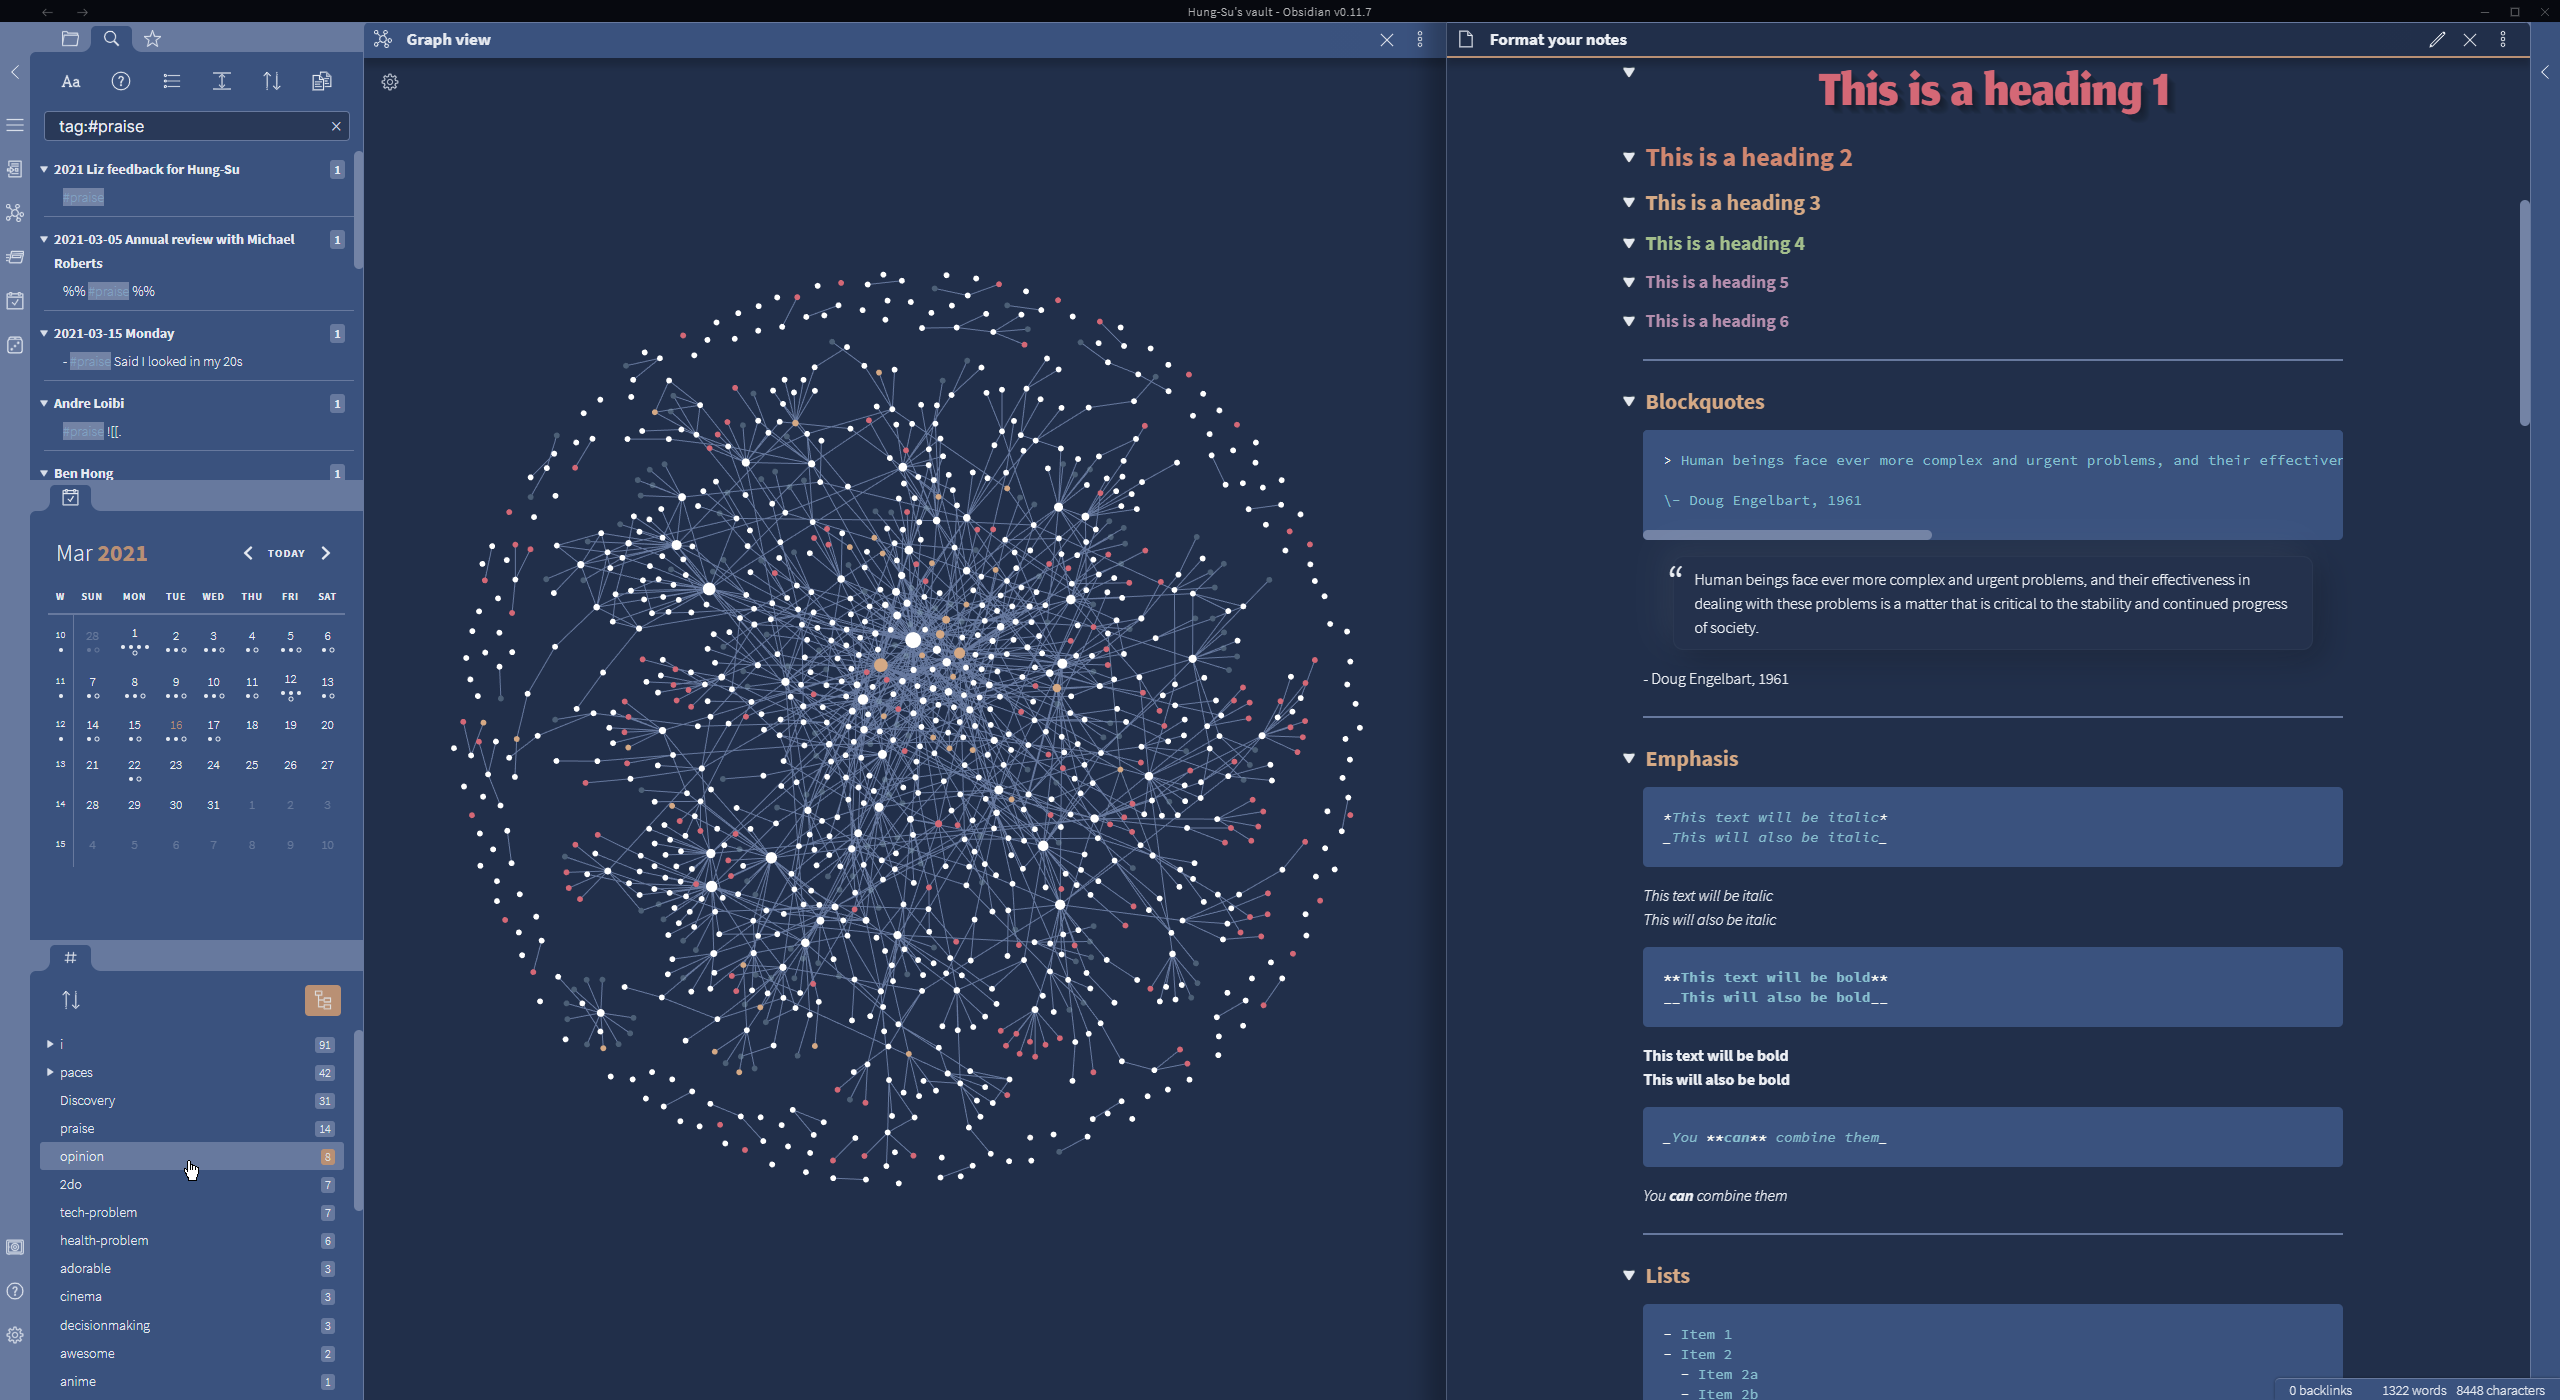 Hung-Su's vault - Obsidian v0.11.7
Aa
tag:#praise
2021 Liz feedback for Hung-Su 1
#praise
2021-03-05 Annual review with Michael
Roberts 1
%% #praise %%
2021-03-15 Monday 1
- #praise Said I looked in my 20s
Andre Loibi 1
#praise ![[.
Ben Hong 1
Mar 2021 TODAY
W SUN MON TUE WED THU FRI SAT
10 28 1 2 3 4 5 6
11 7 8 9 10 11 12 13
12 14 15 16 17 18 19 20
13 21 22 23 24 25 26 27
14 28 29 30 31 1 2 3
15 4 5 6 7 8 9 10
#
i 91
paces 42
Discovery 31
praise 14
opinion 8
2do 7
tech-problem 7
health-problem 6
adorable 3
cinema 3
decisionmaking 3
awesome 2
anime 1
Graph view
Format your notes
This is a heading 1
This is a heading 2
This is a heading 3
This is a heading 4
This is a heading 5
This is a heading 6
Blockquotes
> Human beings face ever more complex and urgent problems, and their effectiver
\- Doug Engelbart, 1961
“ Human beings face ever more complex and urgent problems, and their effectiveness in
dealing with these problems is a matter that is critical to the stability and continued progress
of society.
- Doug Engelbart, 1961
Emphasis
*This text will be italic*
_This will also be italic_
This text will be italic
This will also be italic
**This text will be bold**
__This will also be bold__
This text will be bold
This will also be bold
_You **can** combine them_
You can combine them
Lists
- Item 1
- Item 2
- Item 2a
- Item 2b
0 backlinks 1322 words 8448 characters